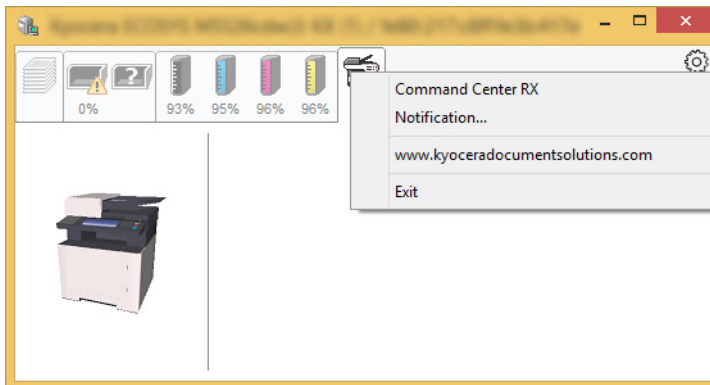 0%
93% 95% 96% 96%
Command Center RX
Notification...
www.kyoceradocumentsolutions.com
Exit